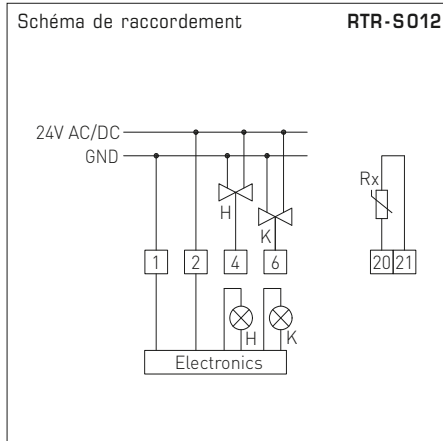 Schéma de raccordement RTR-S012
24V AC/DC
GND
Rx
H
K
1 2 4 6 20 21
H K
Electronics